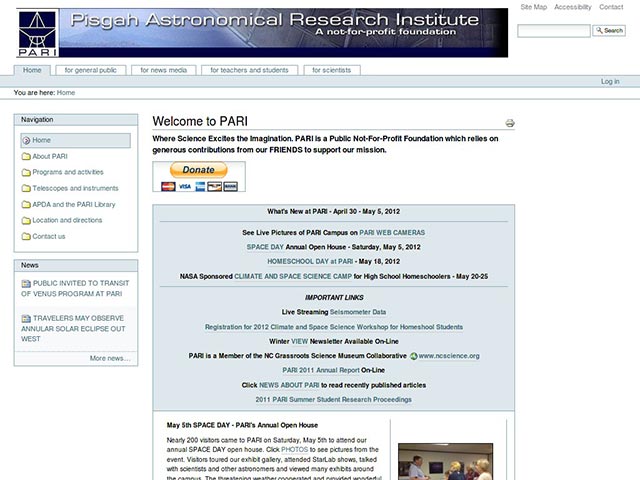 Site Map Accessibility Contact
Pisgah Astronomical Research Institute
A not-for-profit foundation
PARI
Search
Home
for general public
for news media
for teachers and students
for scientists
Log in
You are here: Home
Navigation
Home
About PARI
Programs and activities
Telescopes and instruments
APDA and the PARI Library
Location and directions
Contact us
News
PUBLIC INVITED TO TRANSIT
OF VENUS PROGRAM AT PARI
TRAVELERS MAY OBSERVE
ANNULAR SOLAR ECLIPSE OUT
WEST
More news…
Welcome to PARI
Where Science Excites the Imagination. PARI is a Public Not-For-Profit Foundation which relies on
generous contributions from our FRIENDS to support our mission.
Donate
VISA
What's New at PARI - April 30 - May 5, 2012
See Live Pictures of PARI Campus on PARI WEB CAMERAS
SPACE DAY Annual Open House - Saturday, May 5, 2012
HOMESCHOOL DAY at PARI - May 18, 2012
NASA Sponsored CLIMATE AND SPACE SCIENCE CAMP for High School Homeschoolers - May 20-25
IMPORTANT LINKS
Live Streaming Seismometer Data
Registration for 2012 Climate and Space Science Workshop for Homeshool Students
Winter VIEW Newsletter Available On-Line
PARI is a Member of the NC Grassroots Science Museum Collaborative www.ncscience.org
PARI 2011 Annual Report On-Line
Click NEWS ABOUT PARI to read recently published articles
2011 PARI Summer Student Research Proceedings
May 5th SPACE DAY - PARI's Annual Open House
Nearly 200 visitors came to PARI on Saturday, May 5th to attend our
annual SPACE DAY open house. Click PHOTOS to see pictures from the
event. Visitors toured our exhibit gallery, attended StarLab shows, talked
with scientists and other astronomers and viewed many exhibits around
the campus. The threatening weather cooperated and provided wonderful